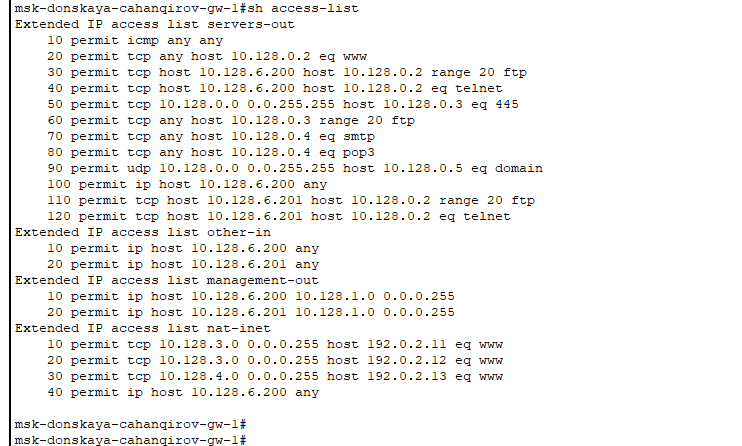 msk-donskaya-cahanqirov-gw-1#sh access-list
Extended IP access list servers-out
10 permit icmp any any
20 permit tcp any host 10.128.0.2 eq www
30 permit tcp host 10.128.6.200 host 10.128.0.2 range 20 ftp
40 permit tcp host 10.128.6.200 host 10.128.0.2 eq telnet
50 permit tcp 10.128.0.0 0.0.255.255 host 10.128.0.3 eq 445
60 permit tcp any host 10.128.0.3 range 20 ftp
70 permit tcp any host 10.128.0.4 eq smtp
80 permit tcp any host 10.128.0.4 eq pop3
90 permit udp 10.128.0.0 0.0.255.255 host 10.128.0.5 eq domain
100 permit ip host 10.128.6.200 any
110 permit tcp host 10.128.6.201 host 10.128.0.2 range 20 ftp
120 permit tcp host 10.128.6.201 host 10.128.0.2 eq telnet
Extended IP access list other-in
10 permit ip host 10.128.6.200 any
20 permit ip host 10.128.6.201 any
Extended IP access list management-out
10 permit ip host 10.128.6.200 10.128.1.0 0.0.0.255
20 permit ip host 10.128.6.201 10.128.1.0 0.0.0.255
Extended IP access list nat-inet
10 permit tcp 10.128.3.0 0.0.0.255 host 192.0.2.11 eq www
20 permit tcp 10.128.3.0 0.0.0.255 host 192.0.2.12 eq www
30 permit tcp 10.128.4.0 0.0.0.255 host 192.0.2.13 eq www
40 permit ip host 10.128.6.200 any
msk-donskaya-cahanqirov-gw-1#
msk-donskaya-cahanqirov-gw-1#